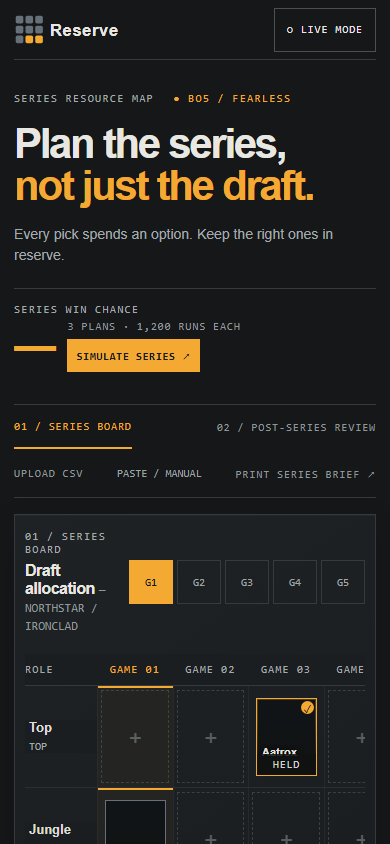 Reserve
LIVE MODE
SERIES RESOURCE MAP ● BO5 / FEARLESS
Plan the series,
not just the draft.
Every pick spends an option. Keep the right ones in
reserve.
SERIES WIN CHANCE
3 PLANS · 1,200 RUNS EACH
SIMULATE SERIES ↗
01 / SERIES BOARD
02 / POST-SERIES REVIEW
UPLOAD CSV
PASTE / MANUAL
PRINT SERIES BRIEF ↗
01 / SERIES
BOARD
Draft
allocation —
NORTHSTAR /
IRONCLAD
G1 G2 G3 G4 G5
ROLE GAME 01 GAME 02 GAME 03 GAME
Top
TOP
+ +
Aatrox
HELD
+
Jungle
+ + +